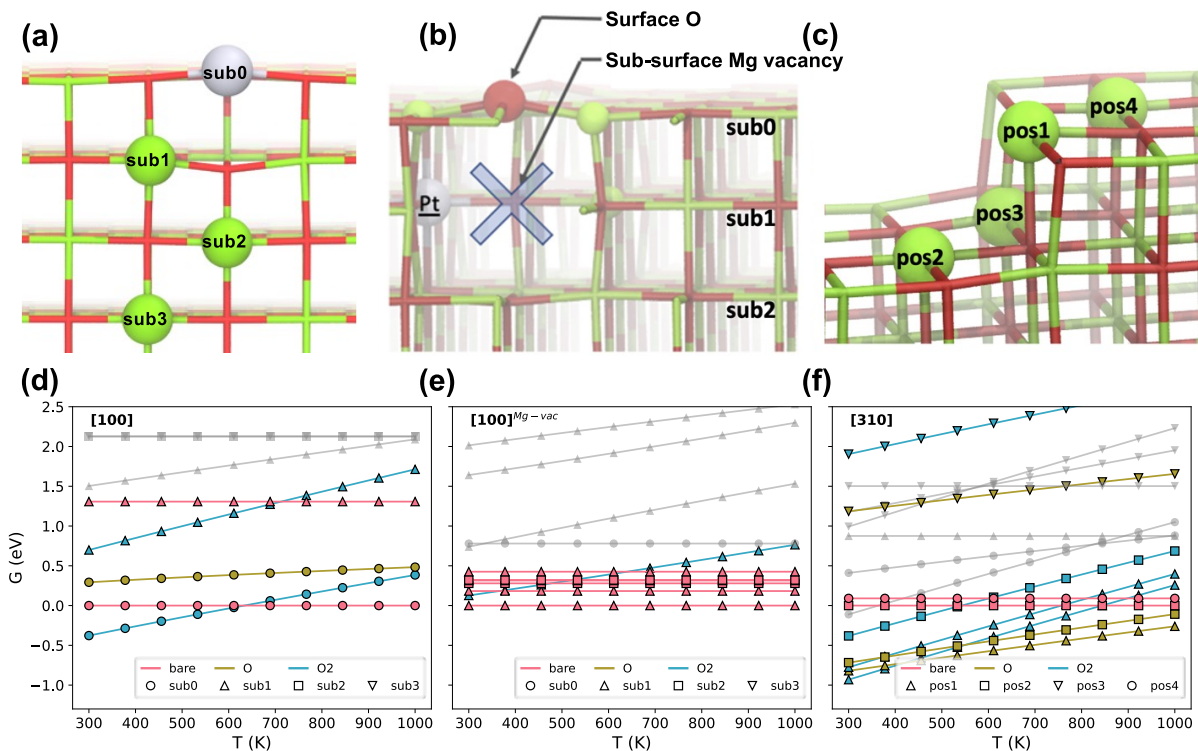 (a)
sub0
sub1
sub2
sub3
(b)
Surface O
Sub-surface Mg vacancy
sub0
Pt
sub1
sub2
(c)
pos1
pos4
pos3
pos2
(d)
[100]
G (eV)
2.5
2.0
1.5
1.0
0.5
0.0
−0.5
−1.0
bare O O2
sub0 sub1 sub2 sub3
300 400 500 600 700 800 900 1000
T (K)
(e)
[100]^{Mg−vac}
bare O O2
sub0 sub1 sub2 sub3
300 400 500 600 700 800 900 1000
T (K)
(f)
[310]
bare O O2
pos1 pos2 pos3 pos4
300 400 500 600 700 800 900 1000
T (K)